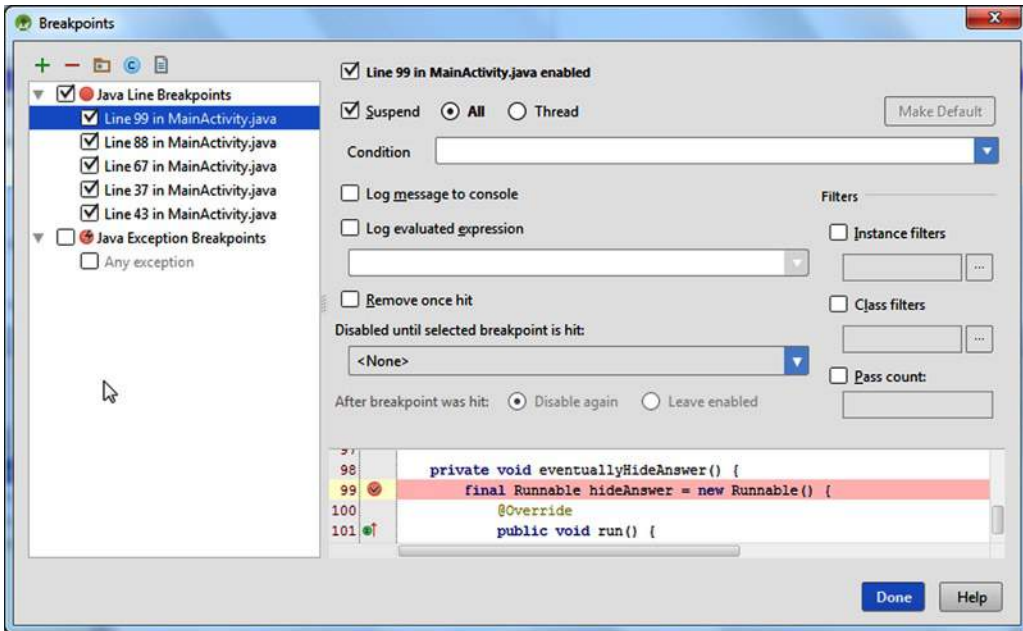 Breakpoints
Java Line Breakpoints
Line 99 in MainActivity.java
Line 88 in MainActivity.java
Line 67 in MainActivity.java
Line 37 in MainActivity.java
Line 43 in MainActivity.java
Java Exception Breakpoints
Any exception
Line 99 in MainActivity.java enabled
Suspend All Thread Make Default
Condition
Log message to console
Log evaluated expression
Remove once hit
Disabled until selected breakpoint is hit:
<None>
After breakpoint was hit: Disable again Leave enabled
Filters
Instance filters
...
Class filters
...
Pass count:
97
98 private void eventuallyHideAnswer() {
99 final Runnable hideAnswer = new Runnable() {
100 @Override
101 public void run() {
Done Help